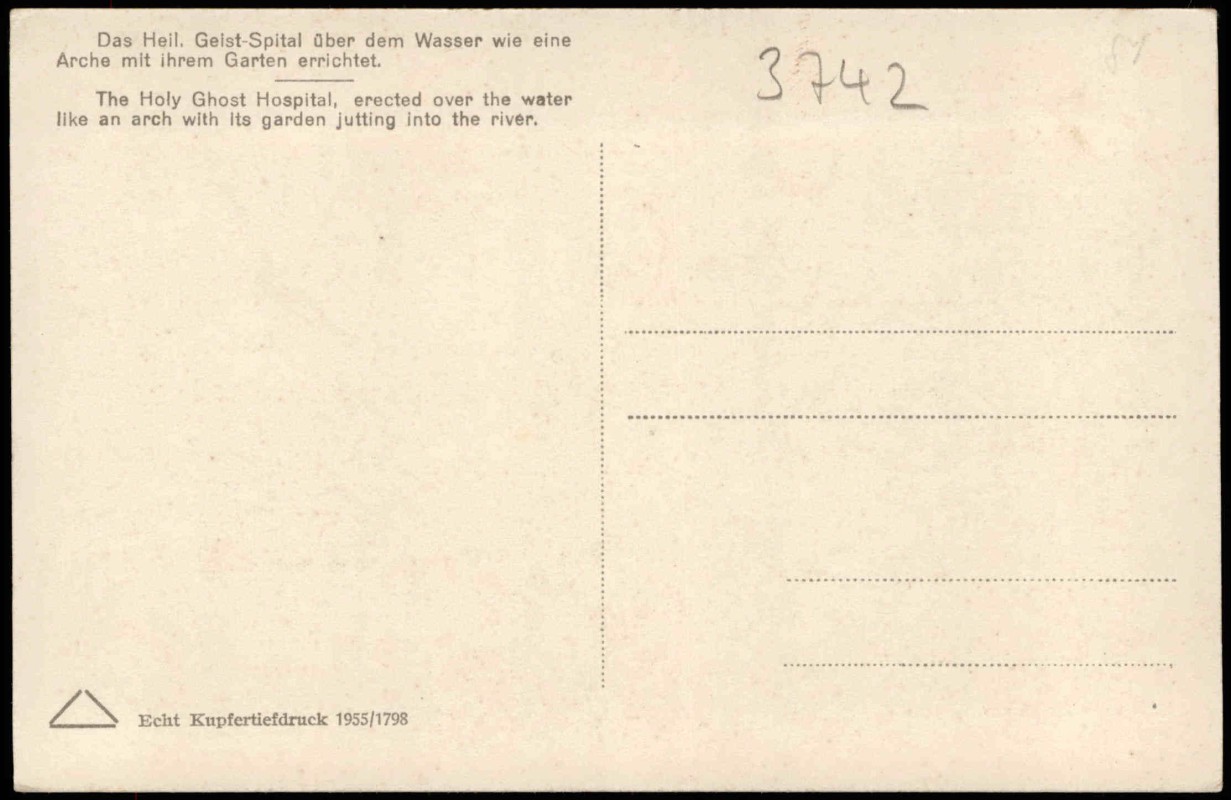 Das Heil. Geist-Spital über dem Wasser wie eine
Arche mit ihrem Garten errichtet.
The Holy Ghost Hospital, erected over the water
like an arch with its garden jutting into the river.
3742
Echt Kupfertiefdruck 1955/1798